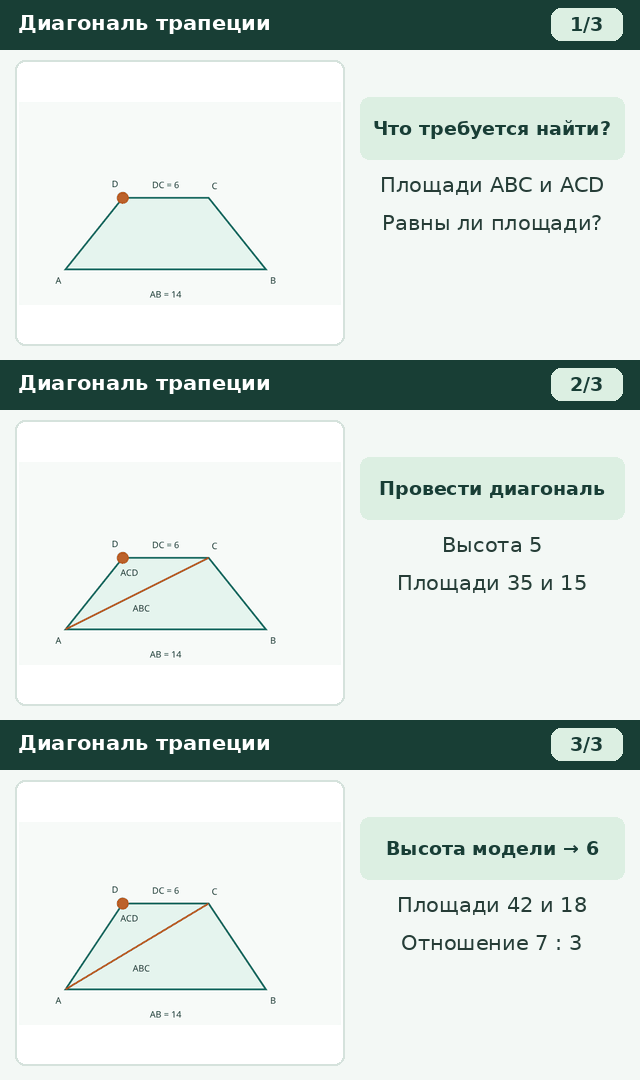 Диагональ трапеции
1/3
D
DC = 6
C
A
B
AB = 14
Что требуется найти?
Площади ABC и ACD
Равны ли площади?
Диагональ трапеции
2/3
D
DC = 6
C
ACD
ABC
A
B
AB = 14
Провести диагональ
Высота 5
Площади 35 и 15
Диагональ трапеции
3/3
D
DC = 6
C
ACD
ABC
A
B
AB = 14
Высота модели → 6
Площади 42 и 18
Отношение 7 : 3